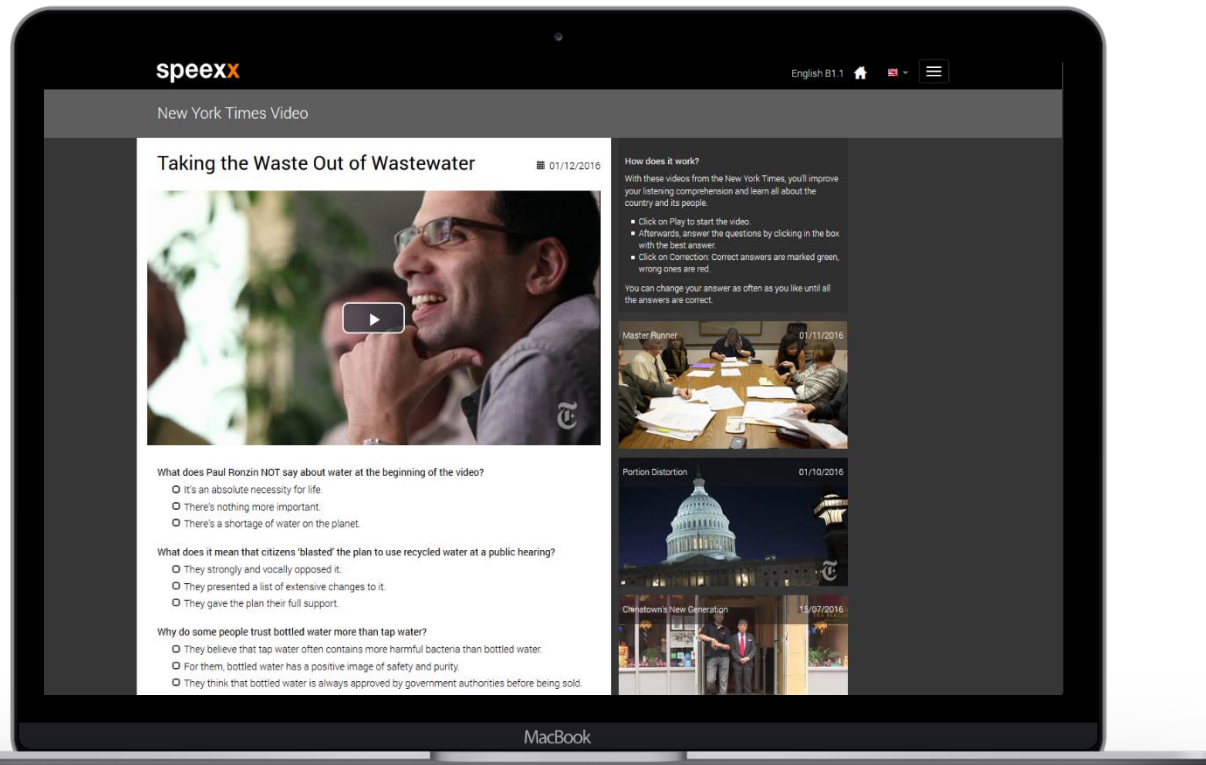 speexx
English B1.1
New York Times Video
Taking the Waste Out of Wastewater
01/12/2016
What does Paul Ronzin NOT say about water at the beginning of the video?
It's an absolute necessity for life.
There's nothing more important.
There's a shortage of water on the planet.
What does it mean that citizens 'blasted' the plan to use recycled water at a public hearing?
They strongly and vocally opposed it.
They presented a list of extensive changes to it.
They gave the plan their full support.
Why do some people trust bottled water more than tap water?
They believe that tap water often contains more harmful bacteria than bottled water.
For them, bottled water has a positive image of safety and purity.
They think that bottled water is always approved by government authorities before being sold.
How does it work?
With these videos from the New York Times, you'll improve
your listening comprehension and learn all about the
country and its people.
Click on Play to start the video.
Afterwards, answer the questions by clicking in the box
with the best answer.
Click on Correction: Correct answers are marked green,
wrong ones are red.
You can change your answer as often as you like until all
the answers are correct.
Master Runner 01/11/2016
Portion Distortion 01/10/2016
Chinatown's New Generation 15/07/2016
MacBook